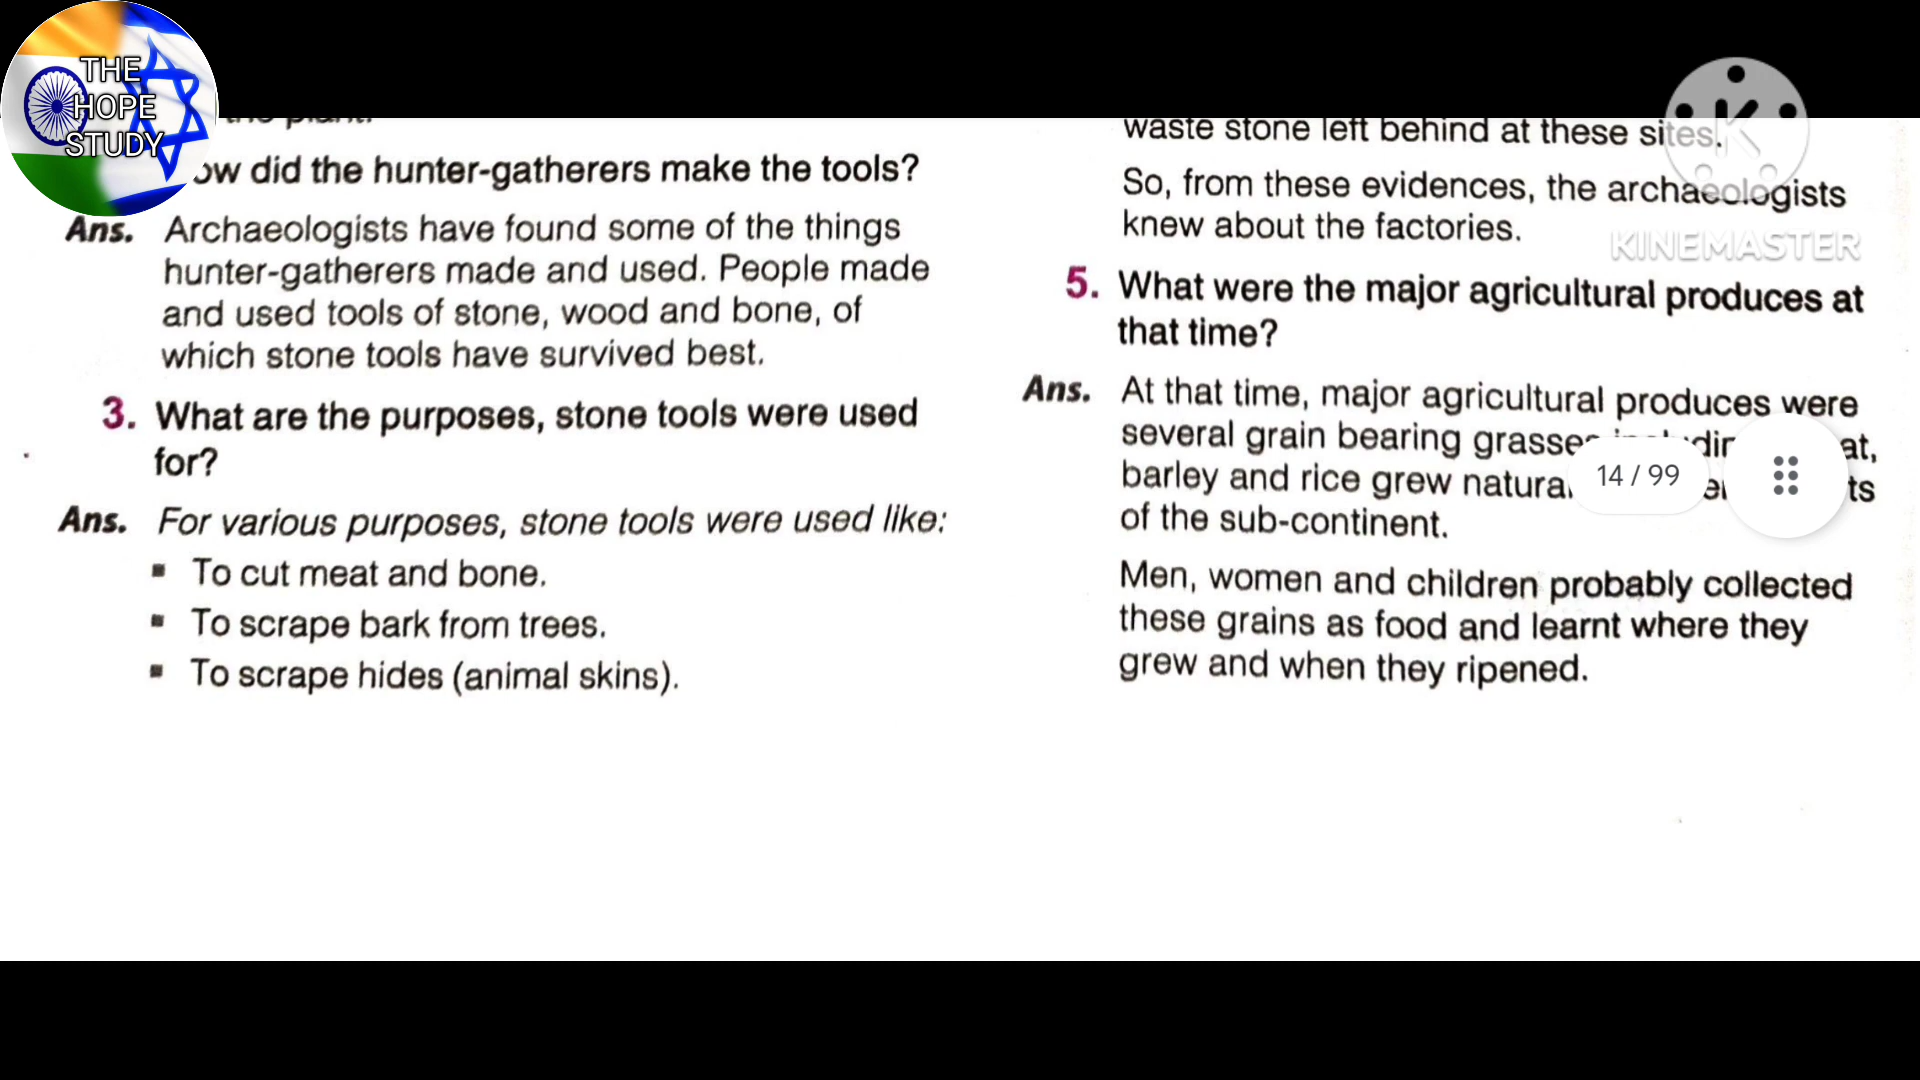 THE
HOPE
STUDY
ow did the hunter-gatherers make the tools?
Ans. Archaeologists have found some of the things
hunter-gatherers made and used. People made
and used tools of stone, wood and bone, of
which stone tools have survived best.
3. What are the purposes, stone tools were used
for?
Ans. For various purposes, stone tools were used like:
▪ To cut meat and bone.
▪ To scrape bark from trees.
▪ To scrape hides (animal skins).
waste stone left behind at these sites.
So, from these evidences, the archaeologists
knew about the factories.
KINEMASTER
5. What were the major agricultural produces at
that time?
Ans. At that time, major agricultural produces were
several grain bearing grasses
barley and rice grew
of the sub-continent.
14 / 99
Men, women and children probably collected
these grains as food and learnt where they
grew and when they ripened.